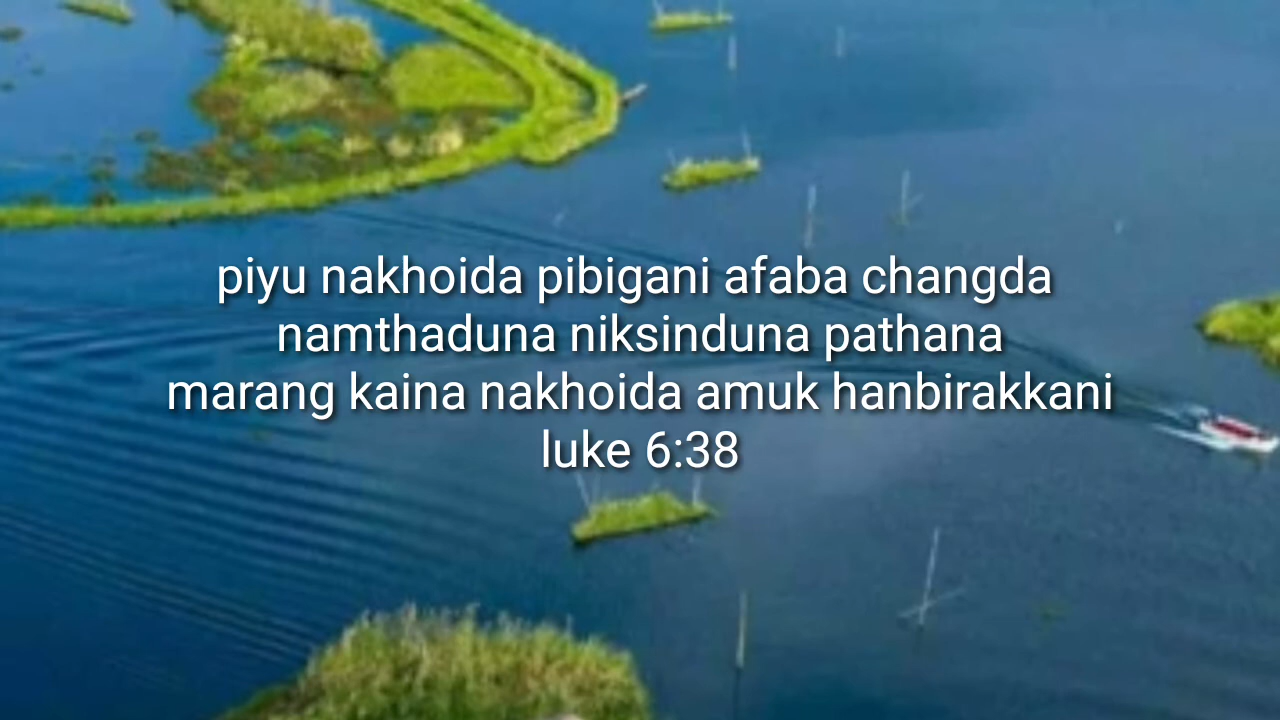 piyu nakhoida pibigani afaba changda
namthaduna niksinduna pathana
marang kaina nakhoida amuk hanbirakkani
luke 6:38